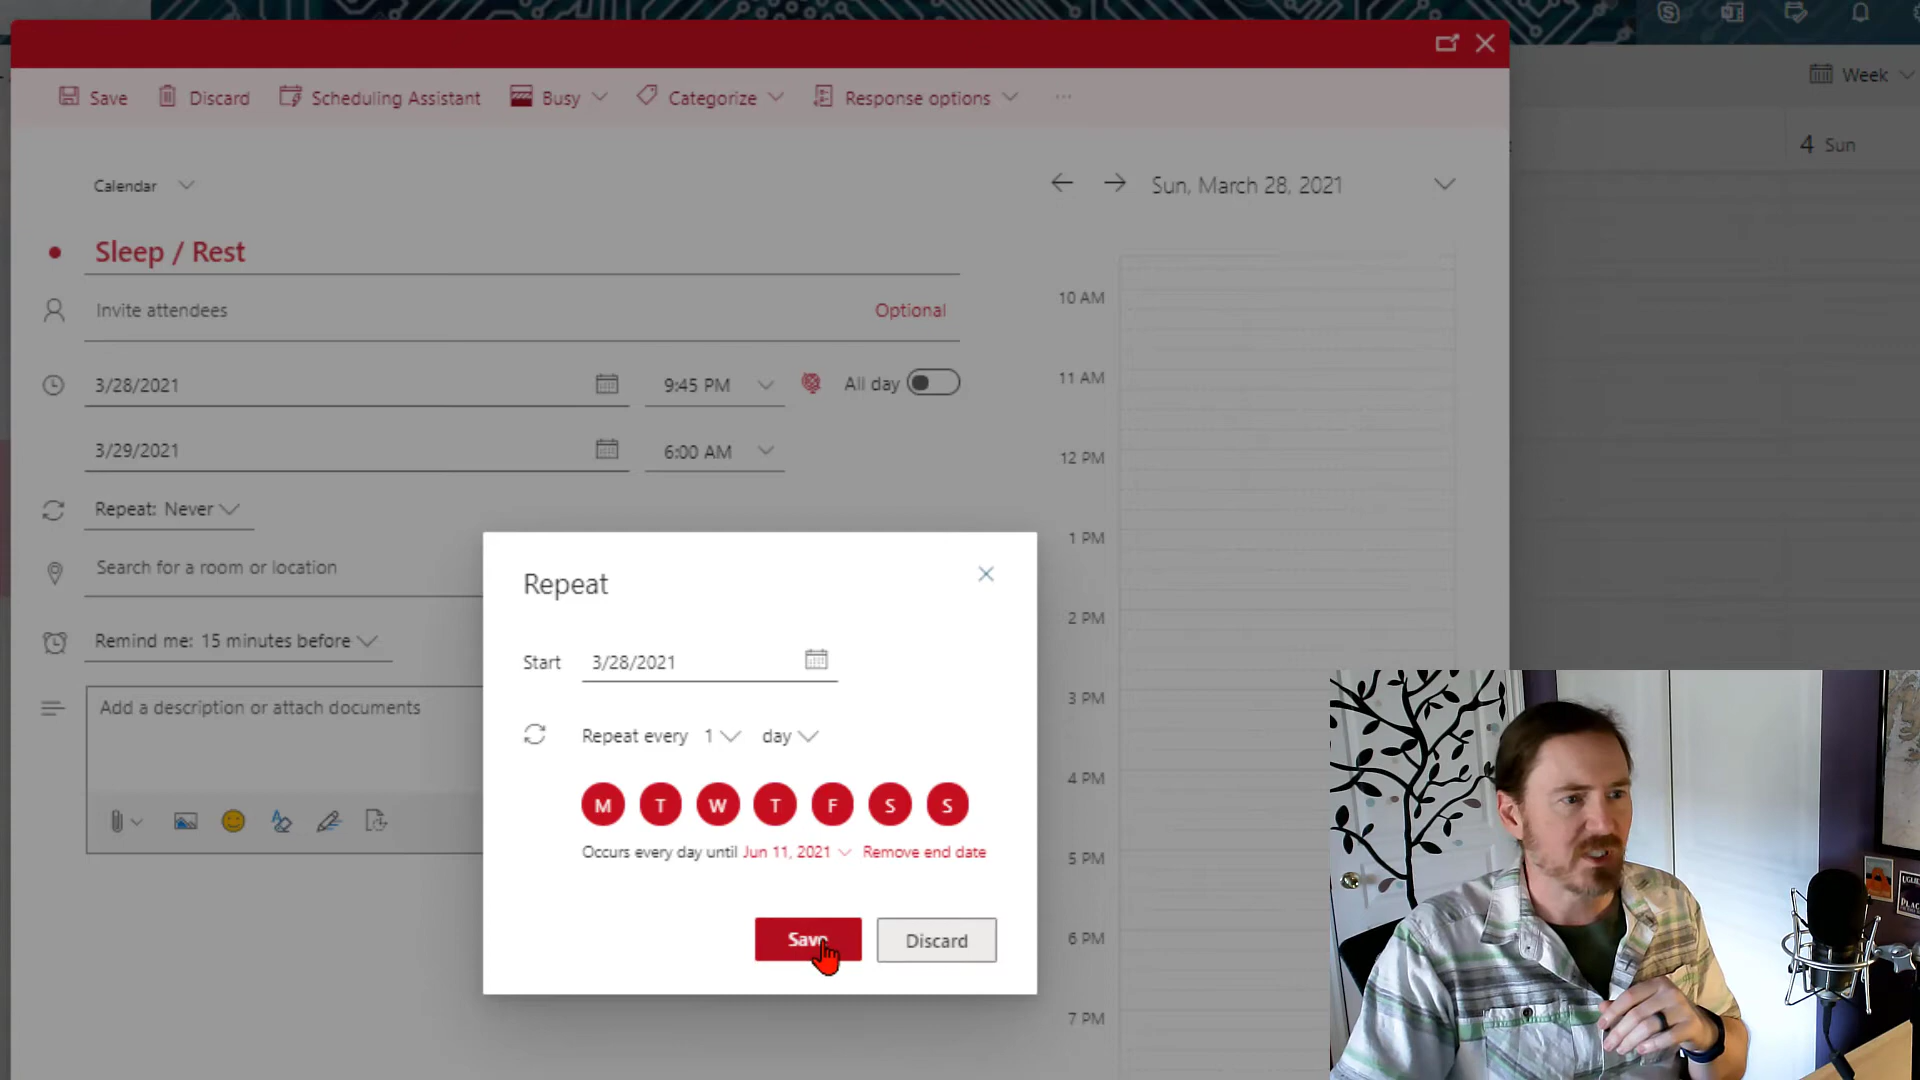 Week
Save
Discard
Scheduling Assistant
Busy
Categorize
Response options
4 Sun
Calendar
Sun, March 28, 2021
Sleep / Rest
Invite attendees
Optional
10 AM
3/28/2021
9:45 PM
All day
11 AM
3/29/2021
6:00 AM
12 PM
Repeat: Never
1 PM
Search for a room or location
Repeat
2 PM
Remind me: 15 minutes before
Start 3/28/2021
3 PM
Add a description or attach documents
Repeat every 1 day
4 PM
M T W T F S S
Occurs every day until Jun 11, 2021 Remove end date
5 PM
Save
Discard
6 PM
7 PM